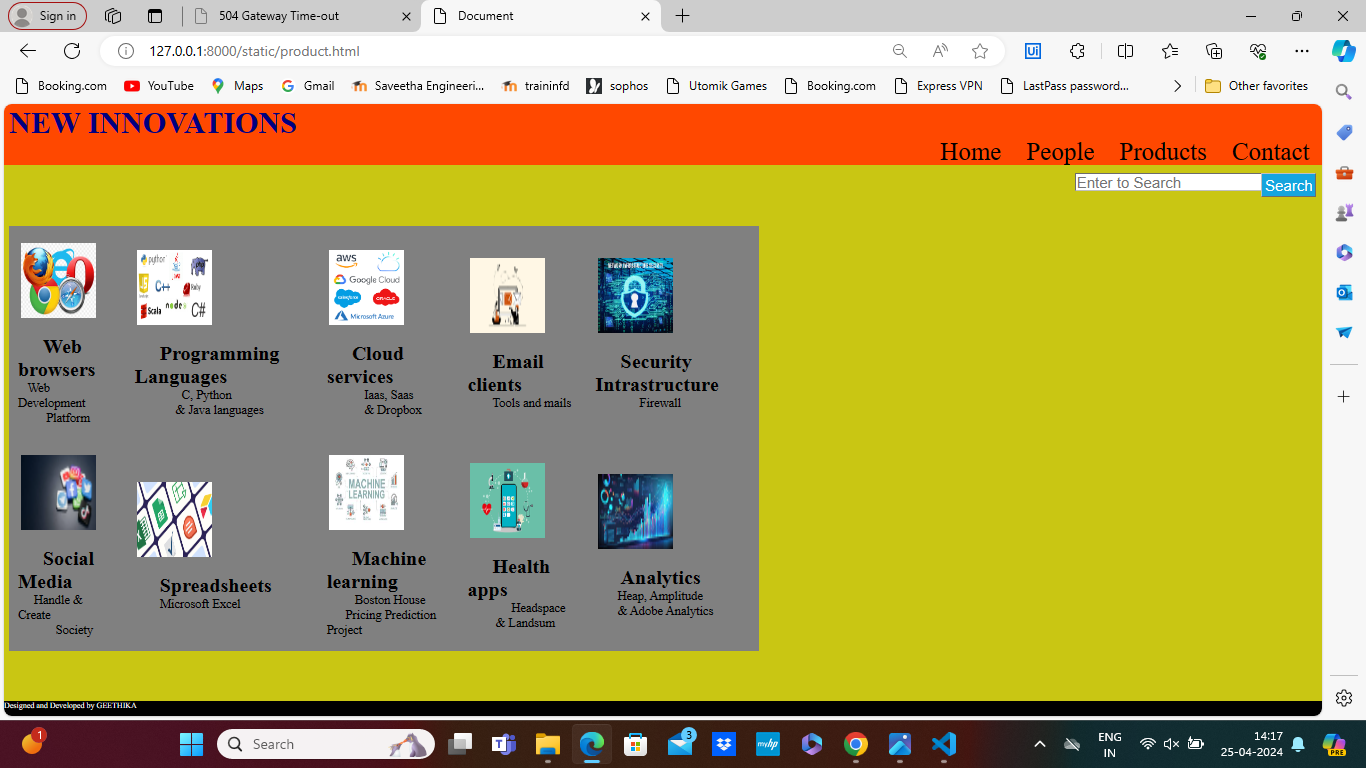 Sign in
504 Gateway Time-out
Document
127.0.0.1:8000/static/product.html
Booking.com
YouTube
Maps
Gmail
Saveetha Engineeri...
traininfd
sophos
Utomik Games
Booking.com
Express VPN
LastPass password...
Other favorites
NEW INNOVATIONS
Home People Products Contact
Enter to Search
Search
python
php
C++
Ruby
Scala
node
C#
aws
Google Cloud
salesforce
ORACLE
Microsoft Azure
Web
browsers
Web
Development
Platform
Programming
Languages
C, Python
& Java languages
Cloud
services
Iaas, Saas
& Dropbox
Email
clients
Tools and mails
Security
Intrastructure
Firewall
MACHINE
LEARNING
Social
Media
Handle &
Create
Society
Spreadsheets
Microsoft Excel
Machine
learning
Boston House
Pricing Prediction
Project
Health
apps
Headspace
& Landsum
Analytics
Heap, Amplitude
& Adobe Analytics
Designed and Developed by GEETHIKA
1
Search
3
myhp
ENG
IN
14:17
25-04-2024
PRE